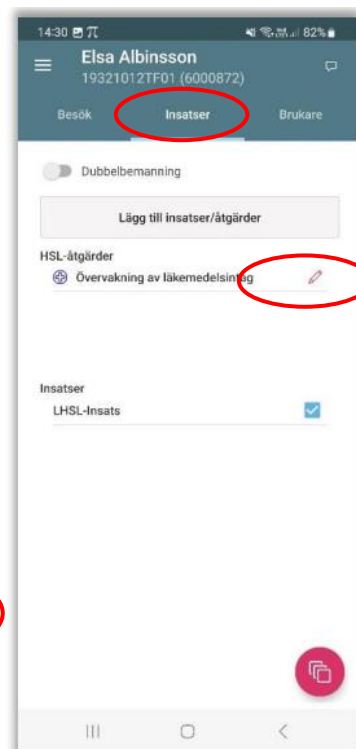 14:30 π 82%
Elsa Albinsson
19321012TF01 (6000872)
Besök Insatser Brukare
Dubbelbemanning
Lägg till insatser/åtgärder
HSL-åtgärder
Övervakning av läkemedelsintag
Insatser
LHSL-Insats